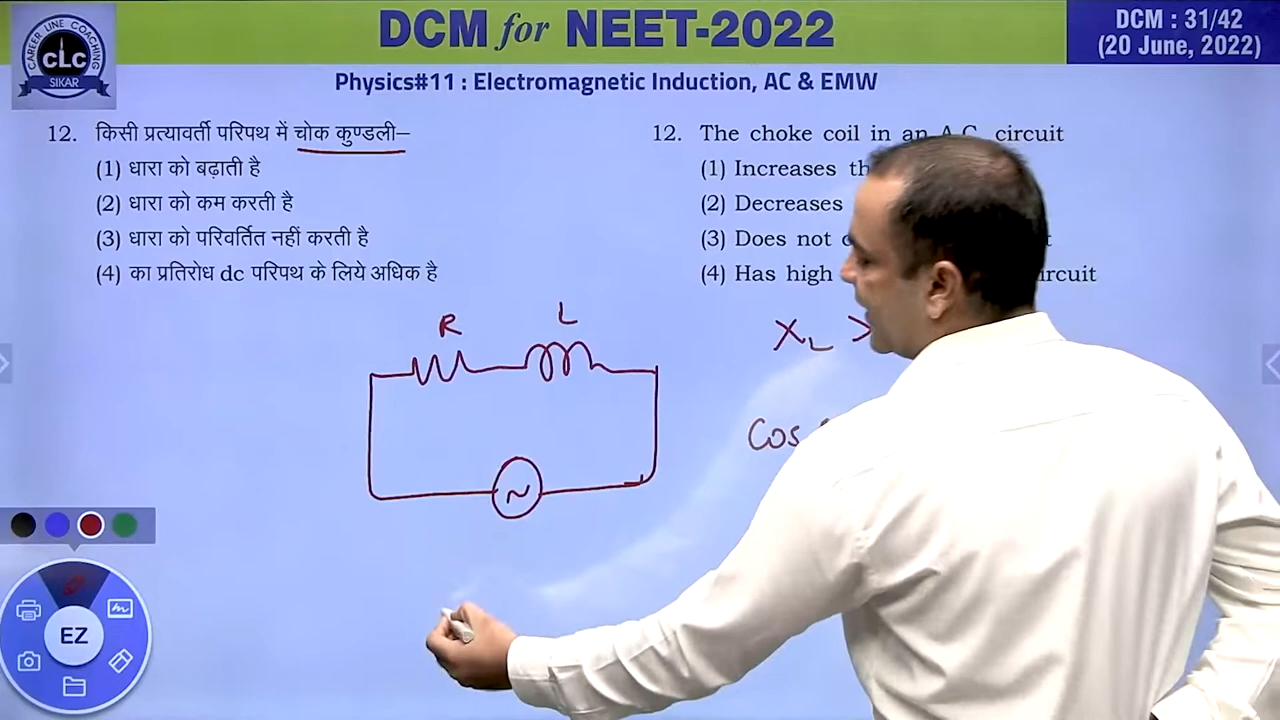 CAREER LINE COACHING
CLC
SIKAR
DCM for NEET-2022
DCM : 31/42
(20 June, 2022)
Physics#11 : Electromagnetic Induction, AC & EMW
12. किसी प्रत्यावर्ती परिपथ में चोक कुण्डली–
(1) धारा को बढ़ाती है
(2) धारा को कम करती है
(3) धारा को परिवर्तित नहीं करती है
(4) का प्रतिरोध dc परिपथ के लिये अधिक है
12. The choke coil in an A.C. circuit
(1) Increases
(2) Decreases
(3) Does not
(4) Has high
R
L
~
X_L >
Cos
EZ